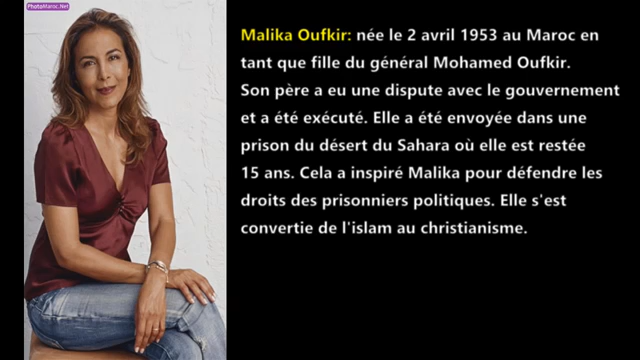 PhotoMaroc.Net
Malika Oufkir: née le 2 avril 1953 au Maroc en
tant que fille du général Mohamed Oufkir.
Son père a eu une dispute avec le gouvernement
et a été exécuté. Elle a été envoyée dans une
prison du désert du Sahara où elle est restée
15 ans. Cela a inspiré Malika pour défendre les
droits des prisonniers politiques. Elle s'est
convertie de l'islam au christianisme.